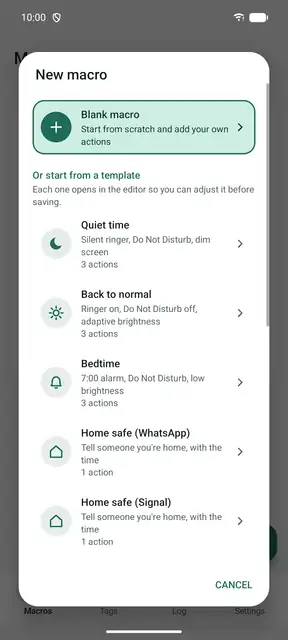 10:00
New macro
Blank macro
Start from scratch and add your own
actions
Or start from a template
Each one opens in the editor so you can adjust it before
saving.
Quiet time
Silent ringer, Do Not Disturb, dim
screen
3 actions
Back to normal
Ringer on, Do Not Disturb off,
adaptive brightness
3 actions
Bedtime
7:00 alarm, Do Not Disturb, low
brightness
3 actions
Home safe (WhatsApp)
Tell someone you're home, with the
time
1 action
Home safe (Signal)
Tell someone you're home, with the
time
1 action
CANCEL
Macros Tags Log Settings